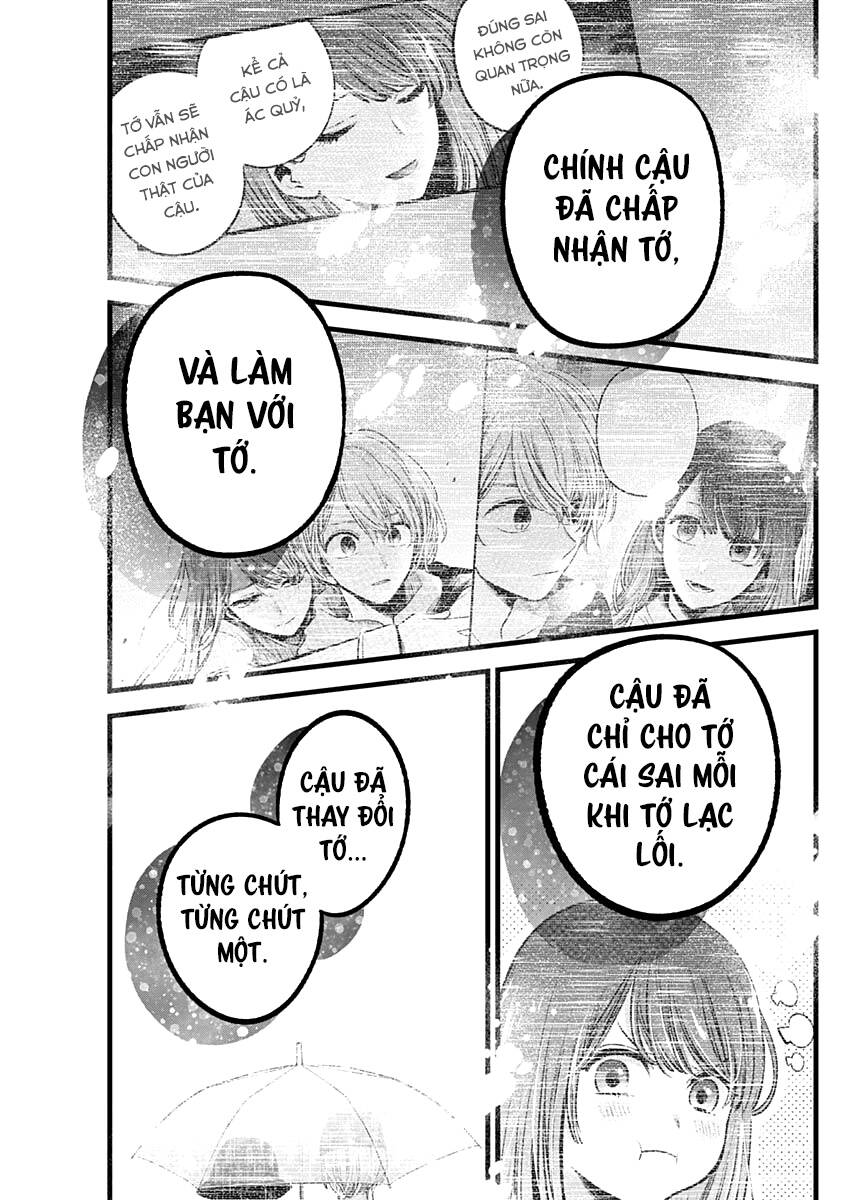 ĐÚNG SAI
KHÔNG CÒN
QUAN TRỌNG
NỮA.
KỂ CẢ
CẬU CÓ LÀ
ÁC QUỶ,
TỚ VẪN SẼ
CHẤP NHẬN
CON NGƯỜI
THẬT CỦA
CẬU.
CHÍNH CẬU
ĐÃ CHẤP
NHẬN TỚ,
VÀ LÀM
BẠN VỚI
TỚ.
CẬU ĐÃ
CHỈ CHO TỚ
CÁI SAI MỖI
KHI TỚ LẠC
LỐI.
CẬU ĐÃ
THAY ĐỔI
TỚ...
TỪNG CHÚT,
TỪNG CHÚT
MỘT.